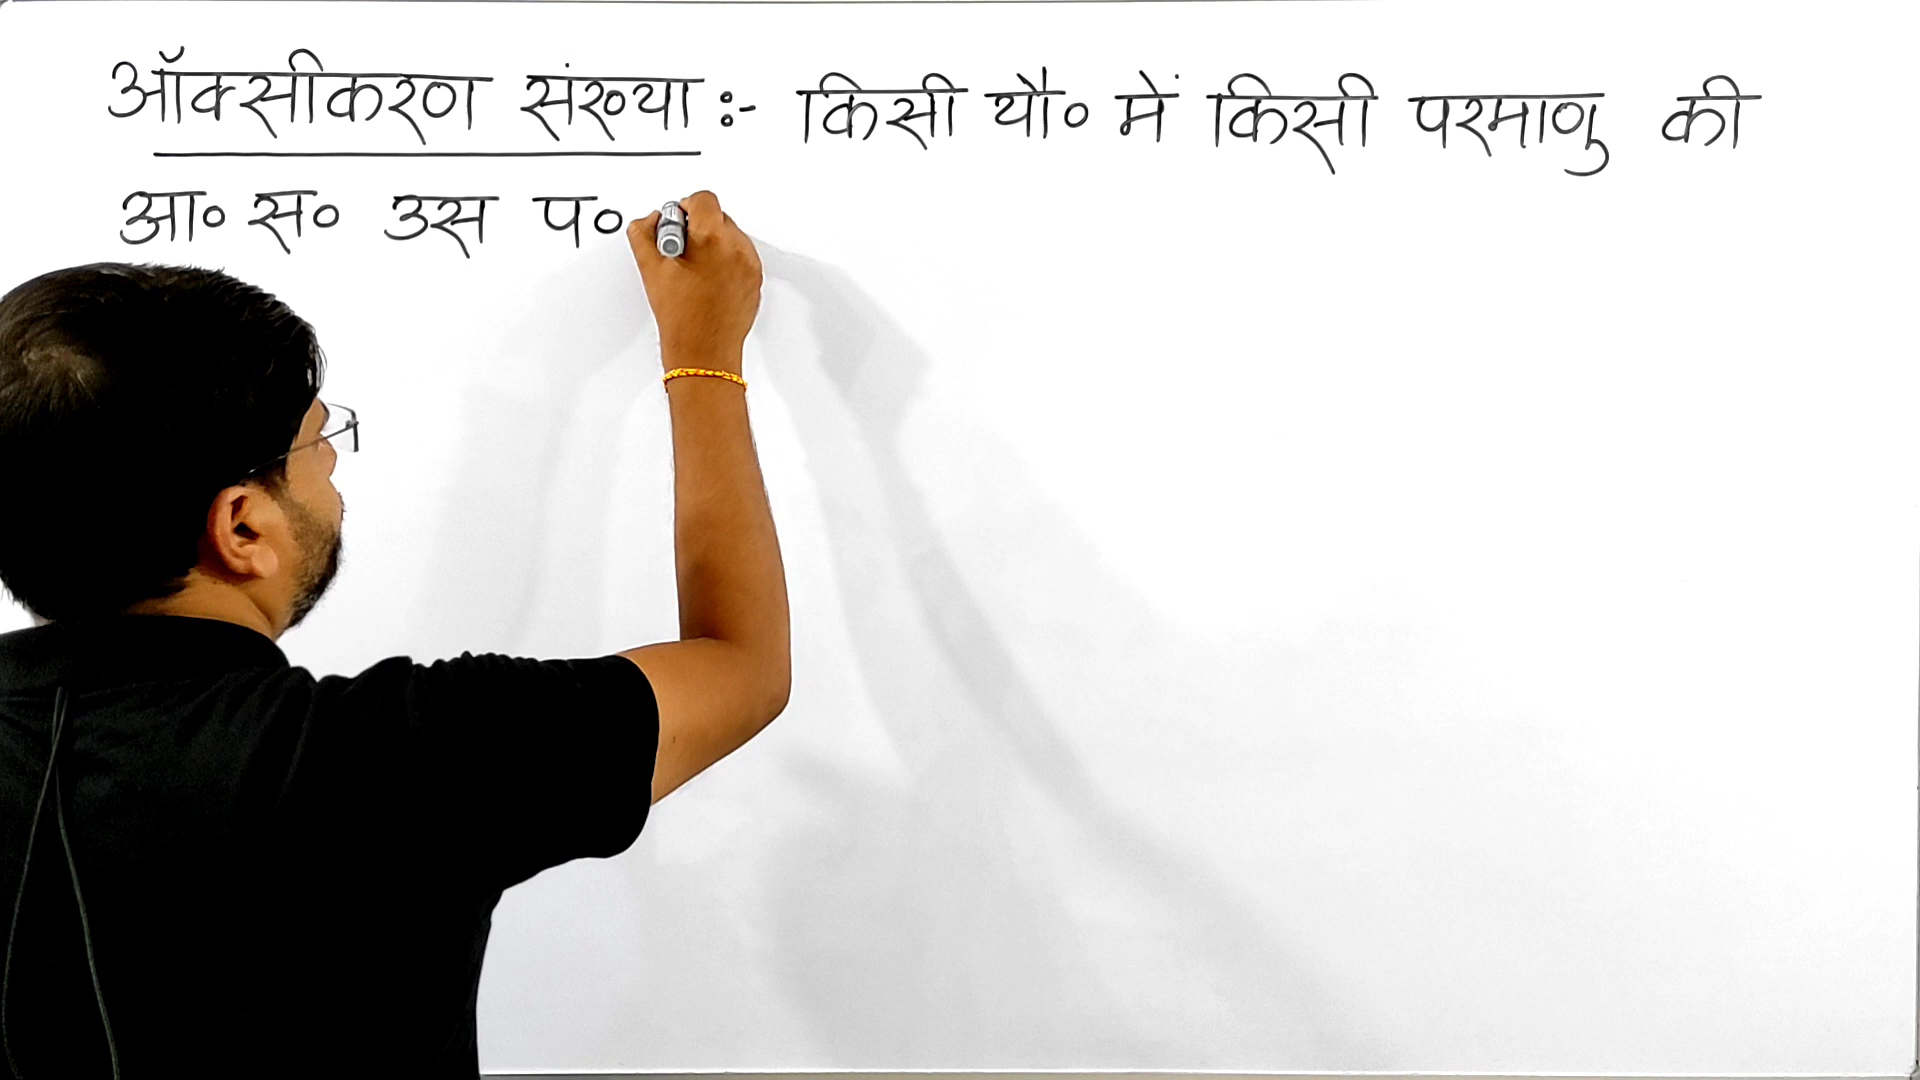 ऑक्सीकरण संख्या :- किसी यौ० में किसी परमाणु की
आ० स० उस प०